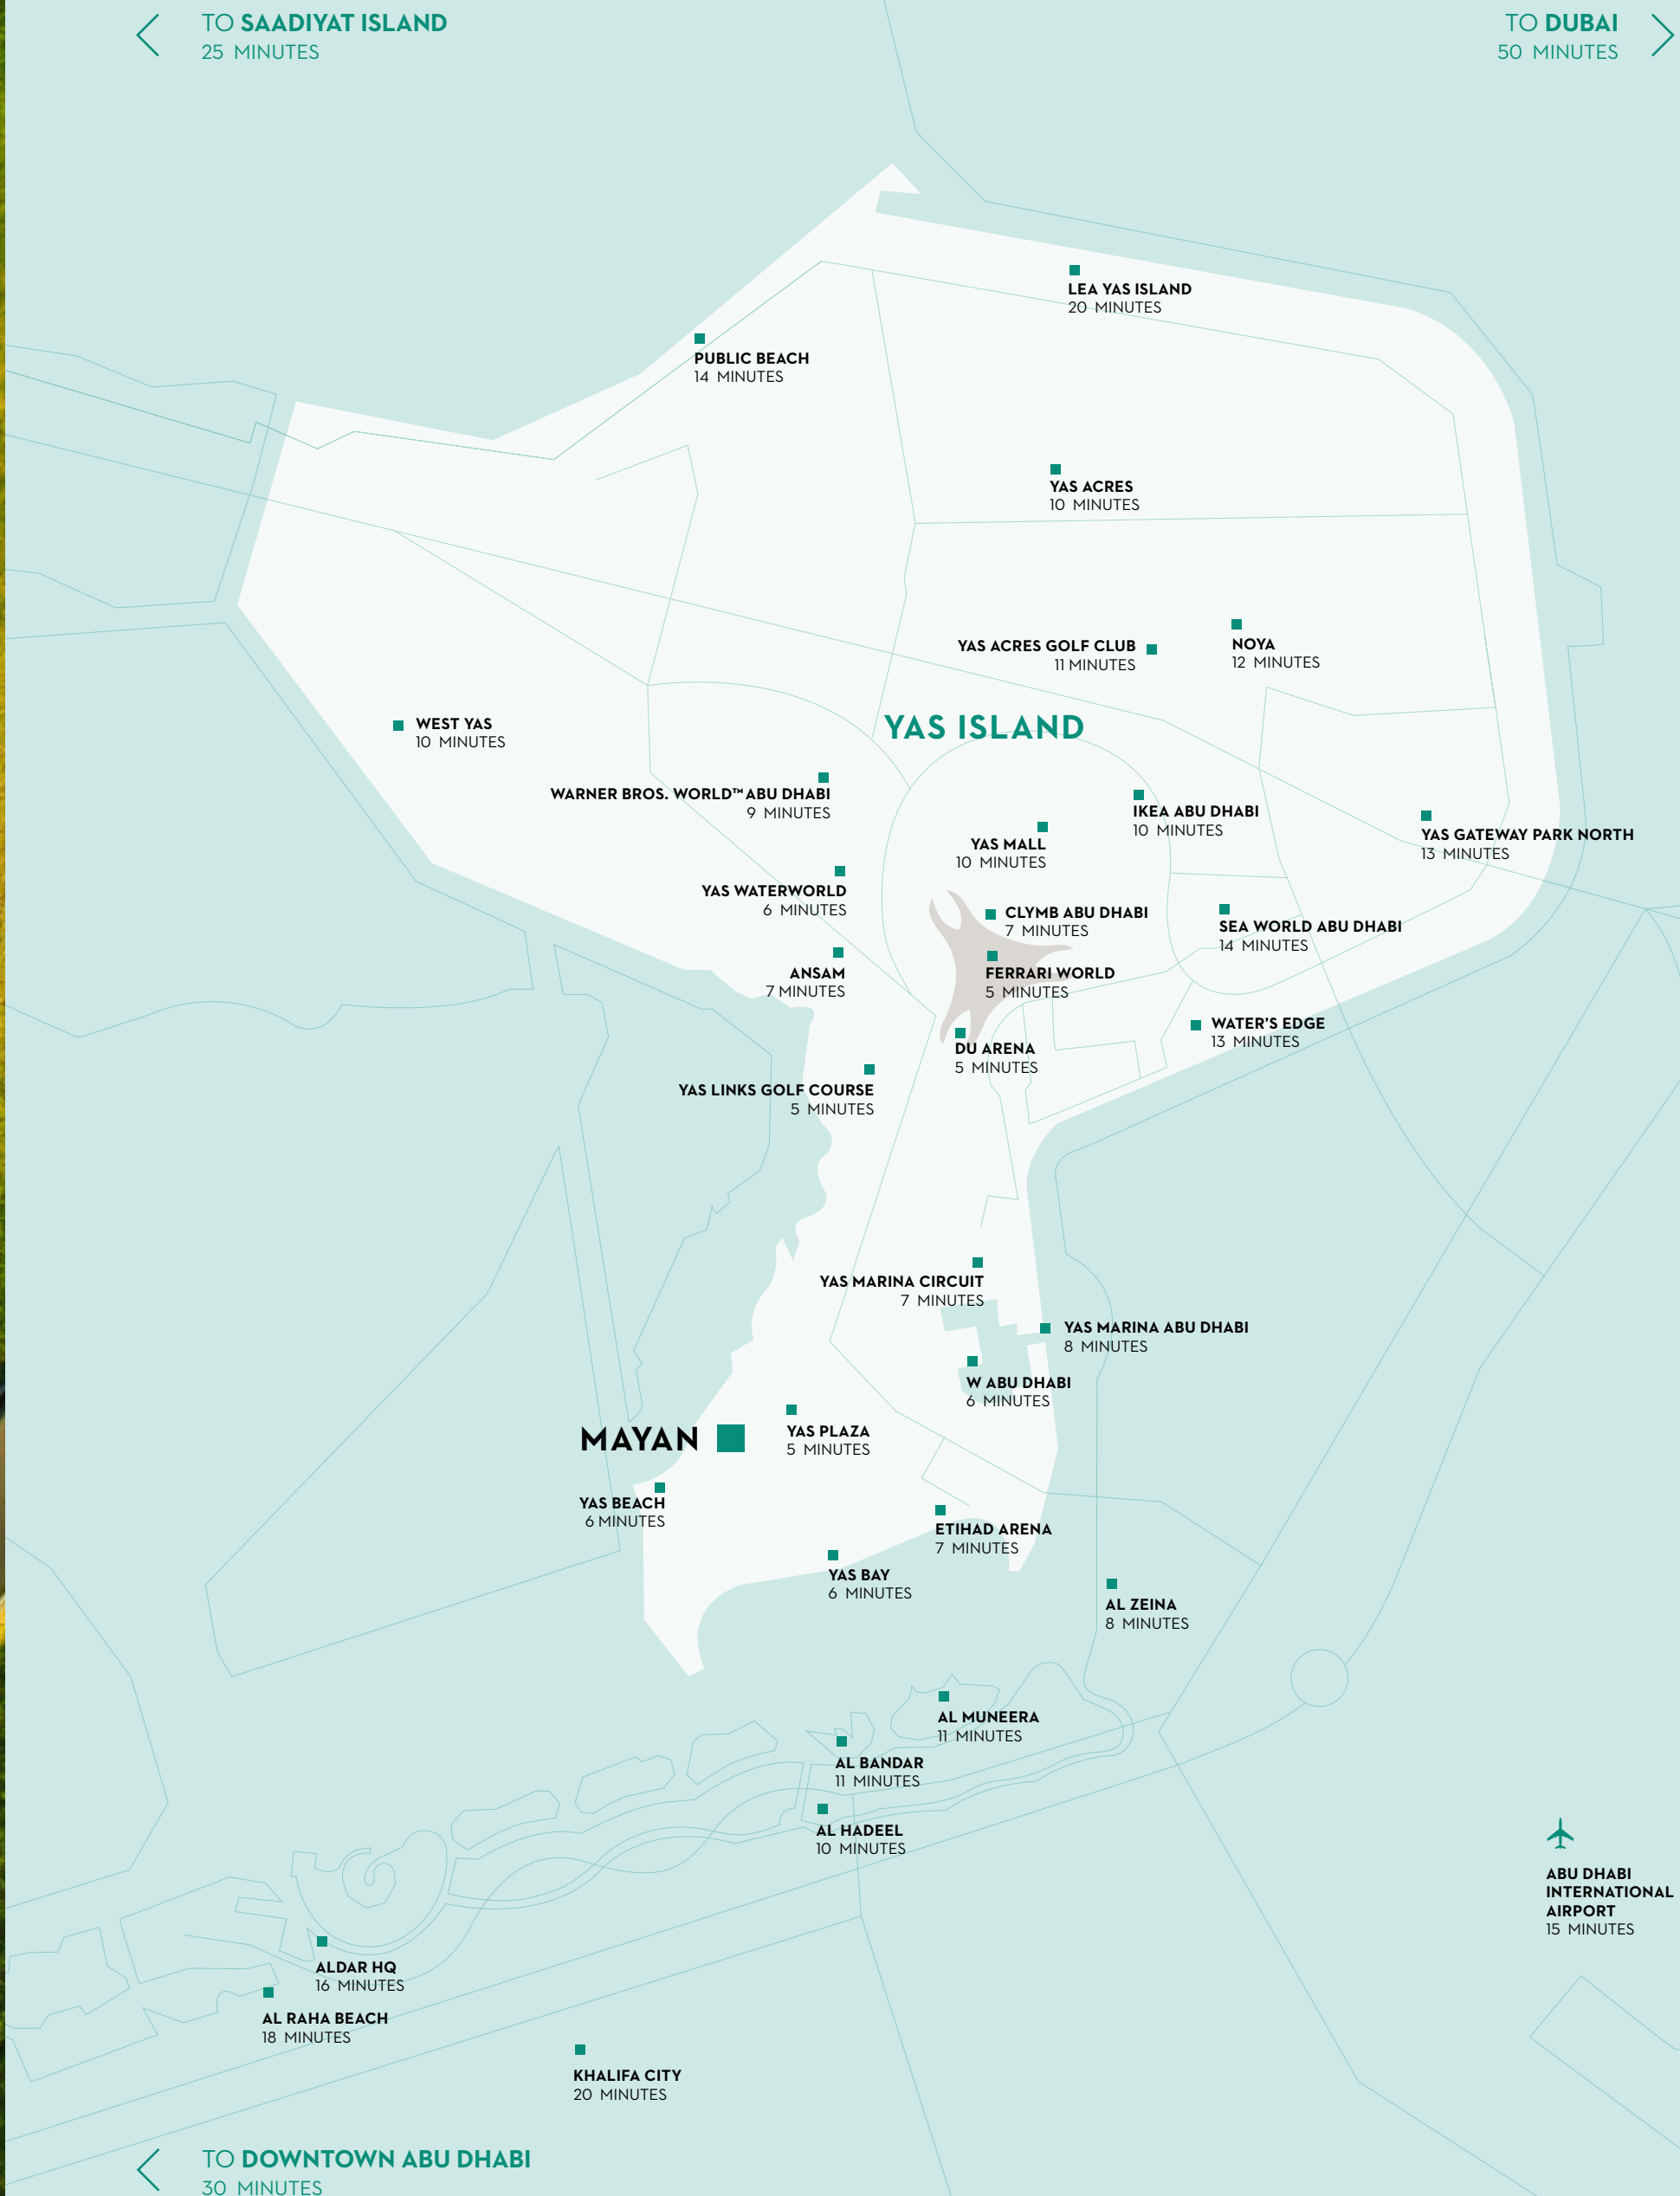 TO SAADIYAT ISLAND
25 MINUTES
TO DUBAI
50 MINUTES
LEA YAS ISLAND
20 MINUTES
PUBLIC BEACH
14 MINUTES
YAS ACRES
10 MINUTES
YAS ACRES GOLF CLUB
11 MINUTES
NOYA
12 MINUTES
WEST YAS
10 MINUTES
YAS ISLAND
WARNER BROS. WORLD™ ABU DHABI
9 MINUTES
IKEA ABU DHABI
10 MINUTES
YAS MALL
10 MINUTES
YAS GATEWAY PARK NORTH
13 MINUTES
YAS WATERWORLD
6 MINUTES
CLYMB ABU DHABI
7 MINUTES
SEA WORLD ABU DHABI
14 MINUTES
ANSAM
7 MINUTES
FERRARI WORLD
5 MINUTES
WATER'S EDGE
13 MINUTES
DU ARENA
5 MINUTES
YAS LINKS GOLF COURSE
5 MINUTES
YAS MARINA CIRCUIT
7 MINUTES
YAS MARINA ABU DHABI
8 MINUTES
W ABU DHABI
6 MINUTES
MAYAN
YAS PLAZA
5 MINUTES
YAS BEACH
6 MINUTES
ETIHAD ARENA
7 MINUTES
YAS BAY
6 MINUTES
AL ZEINA
8 MINUTES
AL MUNEERA
11 MINUTES
AL BANDAR
11 MINUTES
AL HADEEL
10 MINUTES
ABU DHABI
INTERNATIONAL
AIRPORT
15 MINUTES
ALDAR HQ
16 MINUTES
AL RAHA BEACH
18 MINUTES
KHALIFA CITY
20 MINUTES
TO DOWNTOWN ABU DHABI
30 MINUTES